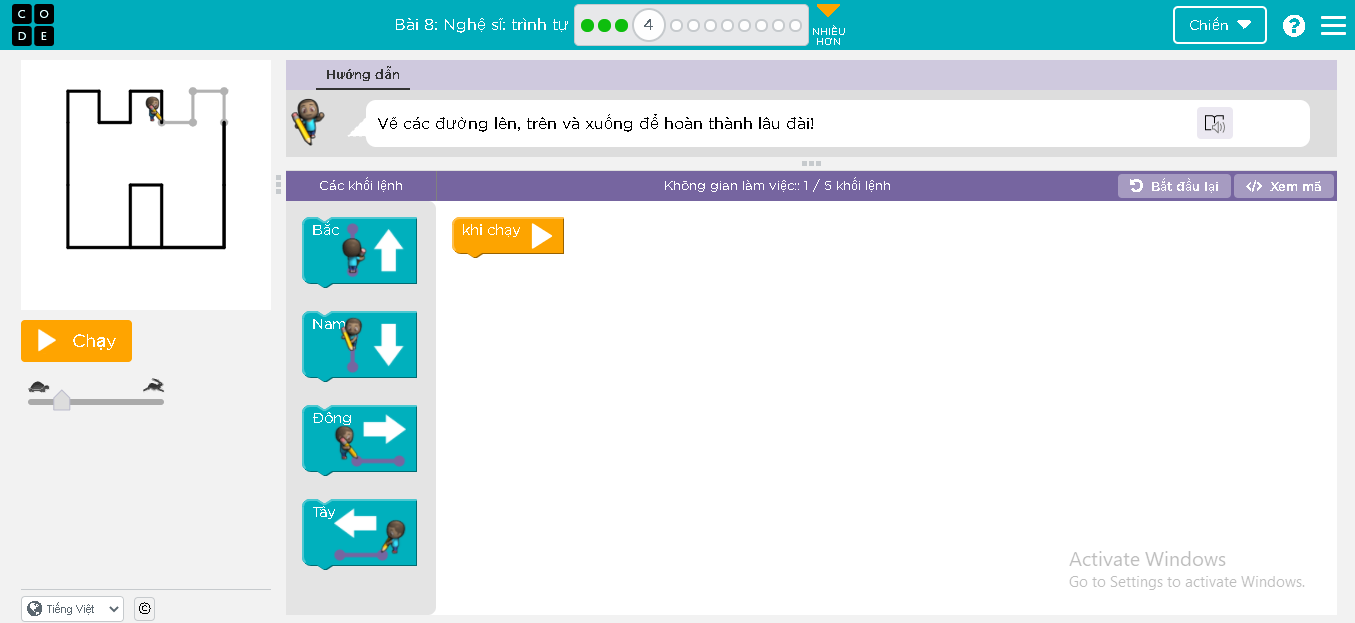 CODE
Bài 8: Nghệ sĩ: trình tự
4
NHIỀU HƠN
Chiến
?
Hướng dẫn
Vẽ các đường lên, trên và xuống để hoàn thành lâu đài!
Các khối lệnh
Không gian làm việc:: 1 / 5 khối lệnh
Bắt đầu lại
Xem mã
Bắc
khi chạy
Nam
Chạy
Đông
Tây
Activate Windows
Go to Settings to activate Windows.
Tiếng Việt
©